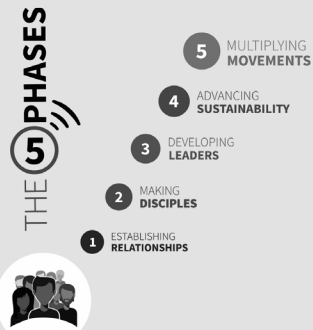 THE 5 PHASES
5 MULTIPLYING
MOVEMENTS
4 ADVANCING
SUSTAINABILITY
3 DEVELOPING
LEADERS
2 MAKING
DISCIPLES
1 ESTABLISHING
RELATIONSHIPS